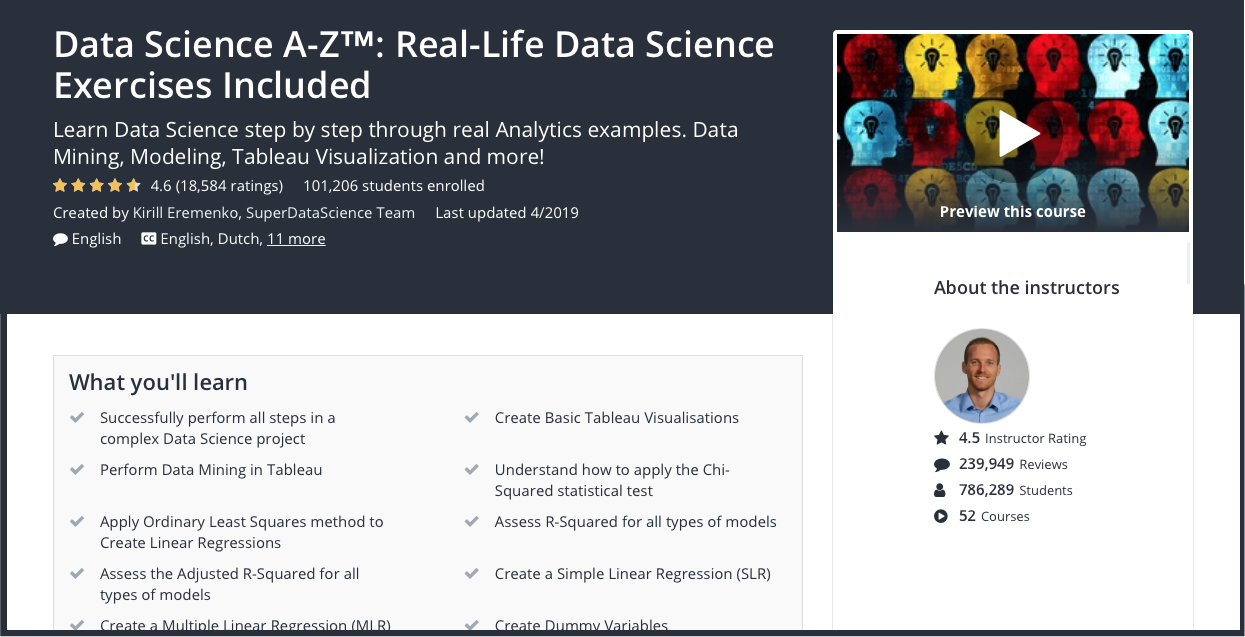 Data Science A-Z™: Real-Life Data Science
Exercises Included
Learn Data Science step by step through real Analytics examples. Data
Mining, Modeling, Tableau Visualization and more!
4.6 (18,584 ratings) 101,206 students enrolled
Created by Kirill Eremenko, SuperDataScience Team Last updated 4/2019
English CC English, Dutch, 11 more
Preview this course
About the instructors
4.5 Instructor Rating
239,949 Reviews
786,289 Students
52 Courses
What you'll learn
Successfully perform all steps in a
complex Data Science project
Create Basic Tableau Visualisations
Perform Data Mining in Tableau
Understand how to apply the Chi-
Squared statistical test
Apply Ordinary Least Squares method to
Create Linear Regressions
Assess R-Squared for all types of models
Assess the Adjusted R-Squared for all
types of models
Create a Simple Linear Regression (SLR)
Create a Multiple Linear Regression (MLR)
Create Dummy Variables